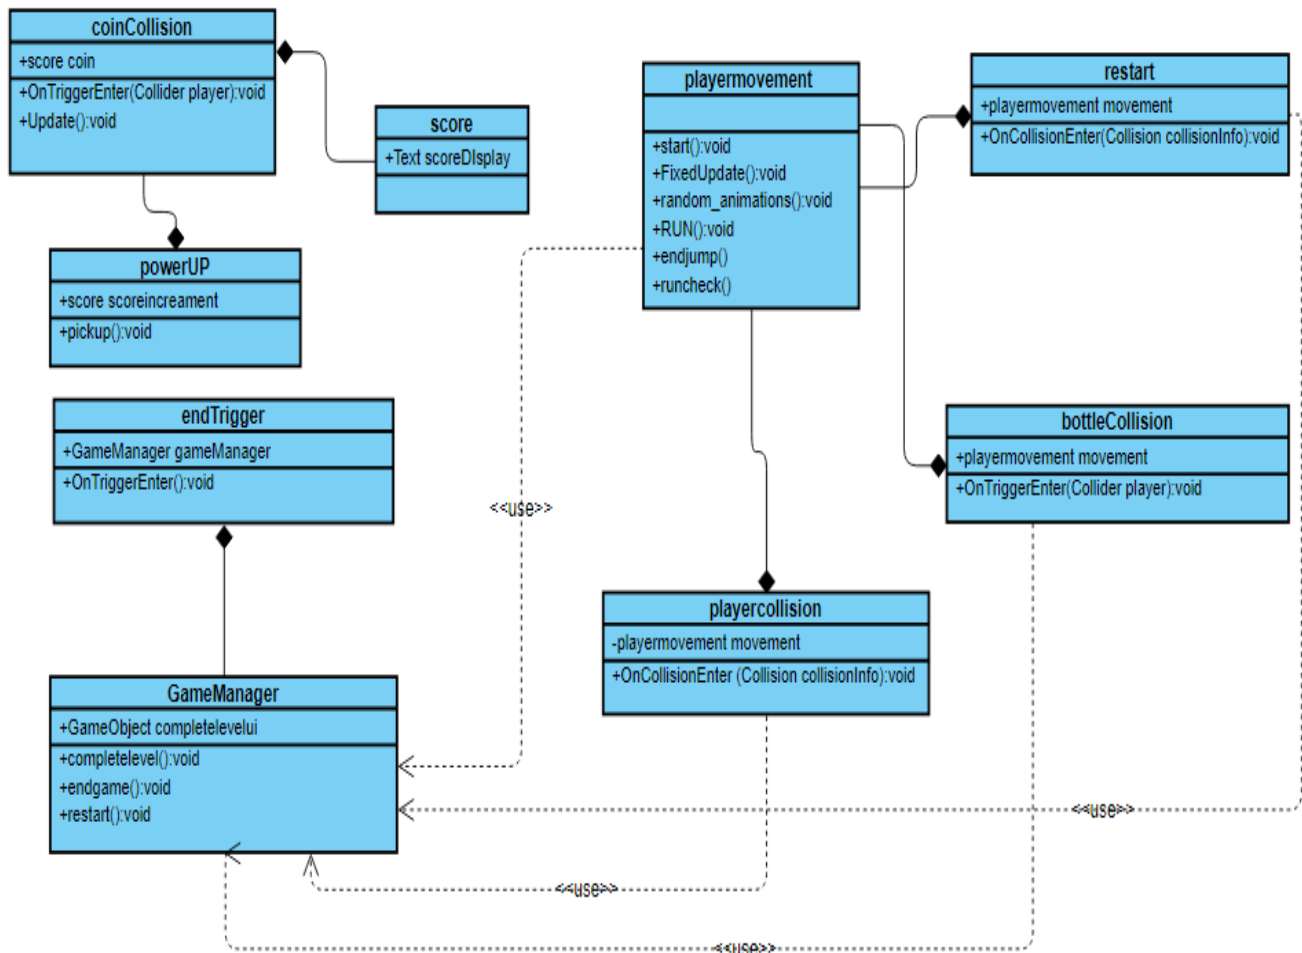 coinCollision
+score coin
+OnTriggerEnter(Collider player):void
+Update():void
score
+Text scoreDIsplay
powerUP
+score scoreincreament
+pickup():void
playermovement
+start():void
+FixedUpdate():void
+random_animations():void
+RUN():void
+endjump()
+runcheck()
restart
+playermovement movement
+OnCollisionEnter(Collision collisionInfo):void
endTrigger
+GameManager gameManager
+OnTriggerEnter():void
bottleCollision
+playermovement movement
+OnTriggerEnter(Collider player):void
<<use>>
playercollision
-playermovement movement
+OnCollisionEnter (Collision collisionInfo):void
GameManager
+GameObject completelevelui
+completelevel():void
+endgame():void
+restart():void
<<use>>
<<use>>
<<use>>